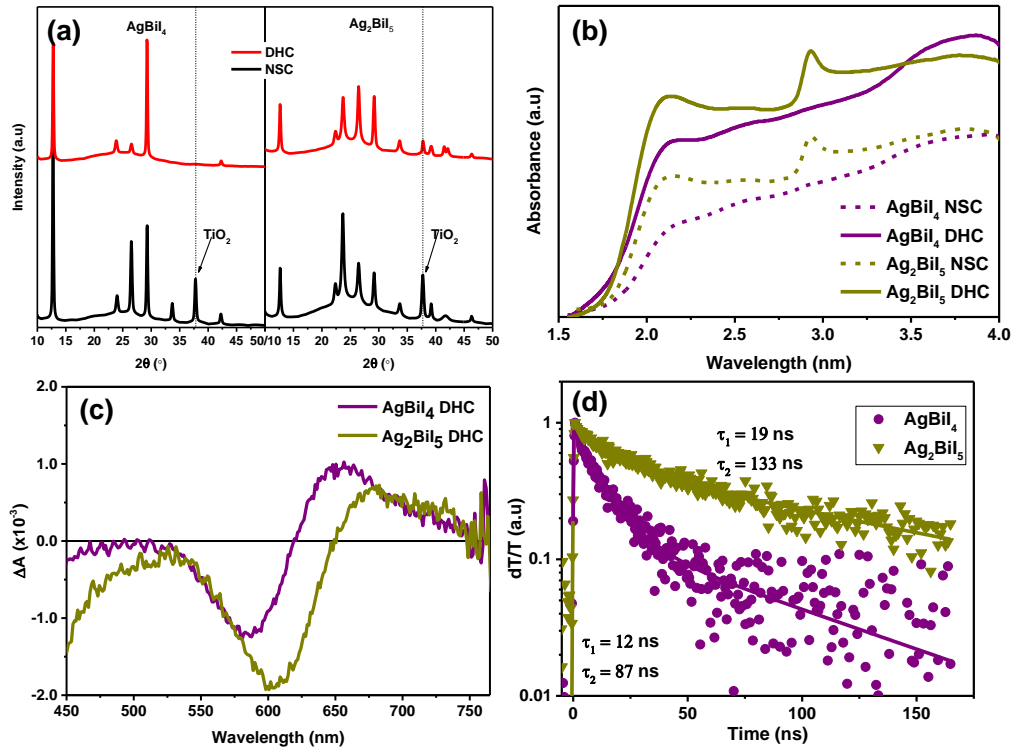 (a)
AgBiI₄
Ag₂BiI₅
DHC
NSC
TiO₂
TiO₂
Intensity (a.u)
10 15 20 25 30 35 40 45 50
10 15 20 25 30 35 40 45 50
2θ (°)
2θ (°)
(b)
Absorbance (a.u)
AgBiI₄ NSC
AgBiI₄ DHC
Ag₂BiI₅ NSC
Ag₂BiI₅ DHC
2.0 2.5 3.0 3.5 4.0
Wavelength (nm)
(c)
AgBiI₄ DHC
Ag₂BiI₅ DHC
2.0
1.0
0.0
-1.0
-2.0
ΔA (x10⁻³)
450 500 550 600 650 700 750
Wavelength (nm)
(d)
AgBiI₄
Ag₂BiI₅
τ₁ = 19 ns
τ₂ = 133 ns
τ₁ = 12 ns
τ₂ = 87 ns
1
0.1
0.01
dT/T (a.u)
0 50 100 150
Time (ns)